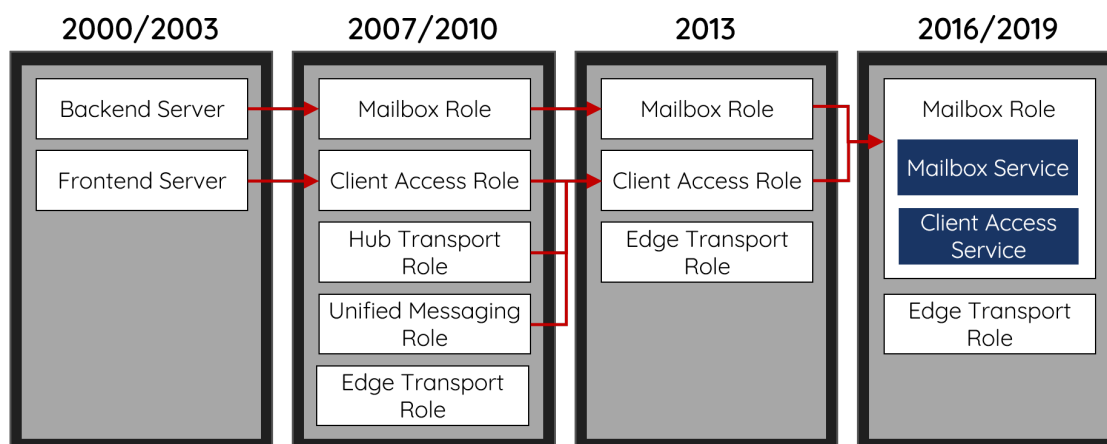 2000/2003
Backend Server
Frontend Server
2007/2010
Mailbox Role
Client Access Role
Hub Transport
Role
Unified Messaging
Role
Edge Transport
Role
2013
Mailbox Role
Client Access Role
Edge Transport
Role
2016/2019
Mailbox Role
Mailbox Service
Client Access
Service
Edge Transport
Role